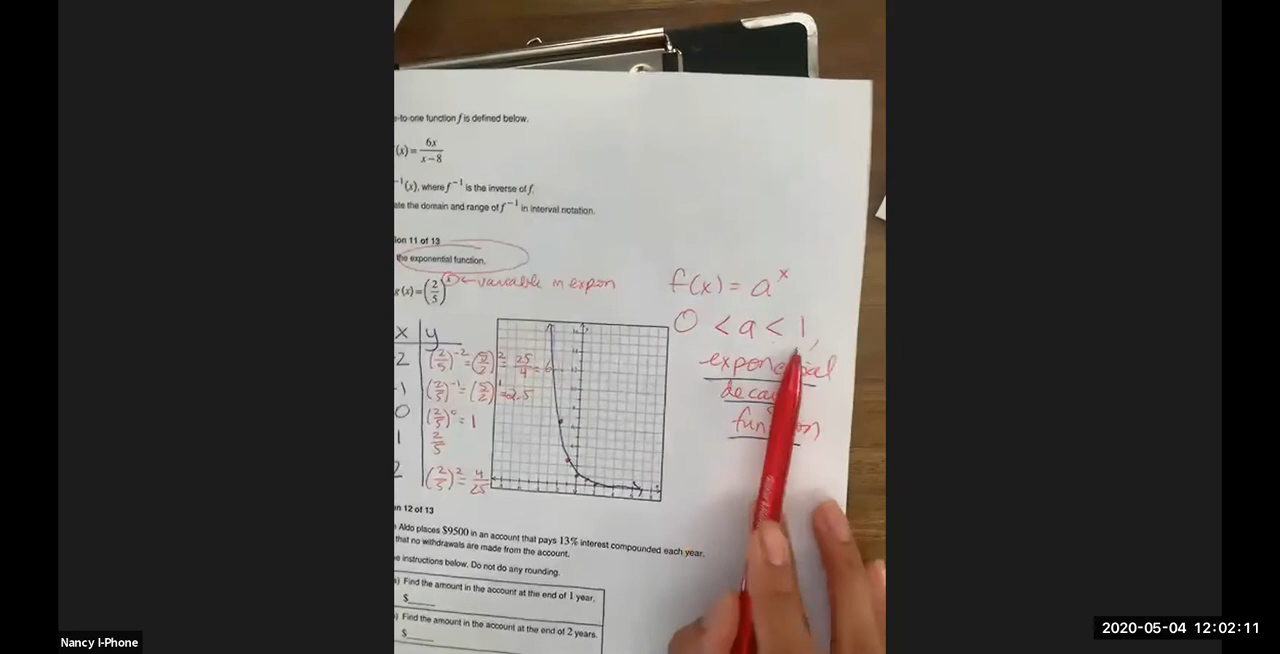 e-to-one function f is defined below.
(x)= 6x / x−8
⁻¹(x), where f⁻¹ is the inverse of f.
ate the domain and range of f⁻¹ in interval notation.
ion 11 of 13
the exponential function.
g(x)=(2/5)ˣ ← variable in expon
f(x) = aˣ
0 < a < 1,
exponential
decay
function
x | y
-2 | (2/5)⁻² = (5/2)² = 25/4 = 6
-1 | (2/5)⁻¹ = (5/2)¹ = 2.5
0 | (2/5)⁰ = 1
1 | 2/5
2 | (2/5)² = 4/25
n 12 of 13
Aldo places $9500 in an account that pays 13% interest compounded each year.
that no withdrawals are made from the account.
e instructions below. Do not do any rounding.
a) Find the amount in the account at the end of 1 year.
$
) Find the amount in the account at the end of 2 years.
$
Nancy I-Phone
2020-05-04 12:02:11